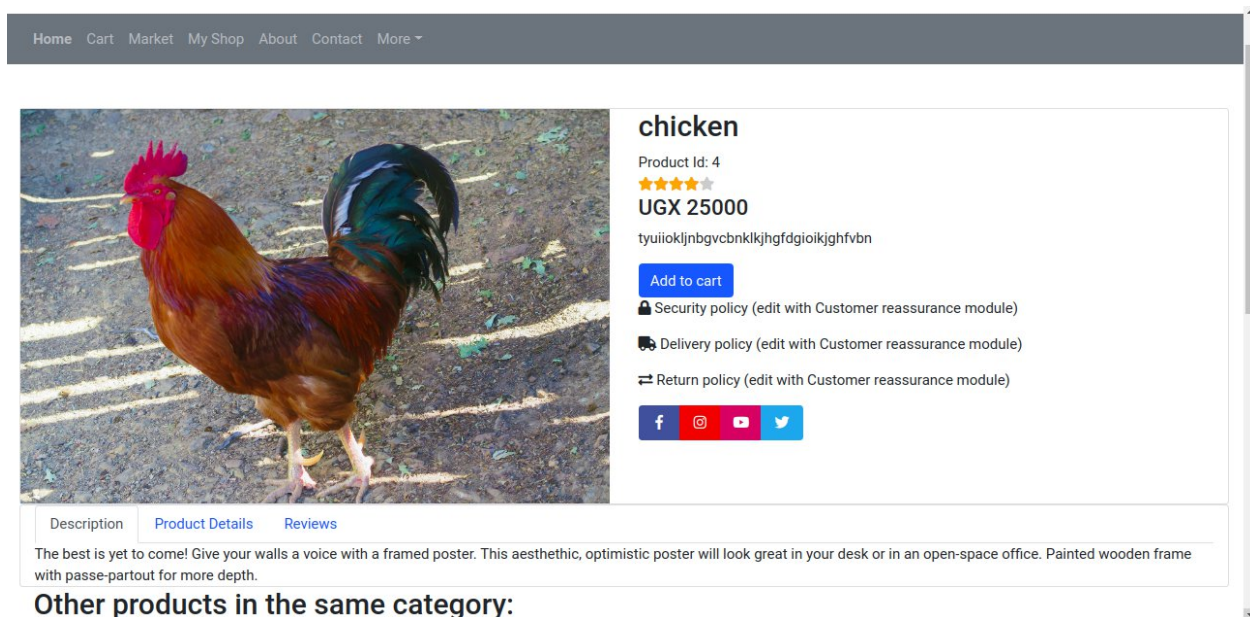 Home Cart Market My Shop About Contact More
chicken
Product Id: 4
UGX 25000
tyuiiokljnbgvcbnklkjhgfdgioikjghfvbn
Add to cart
Security policy (edit with Customer reassurance module)
Delivery policy (edit with Customer reassurance module)
Return policy (edit with Customer reassurance module)
Description Product Details Reviews
The best is yet to come! Give your walls a voice with a framed poster. This aesthethic, optimistic poster will look great in your desk or in an open-space office. Painted wooden frame
with passe-partout for more depth.
Other products in the same category: